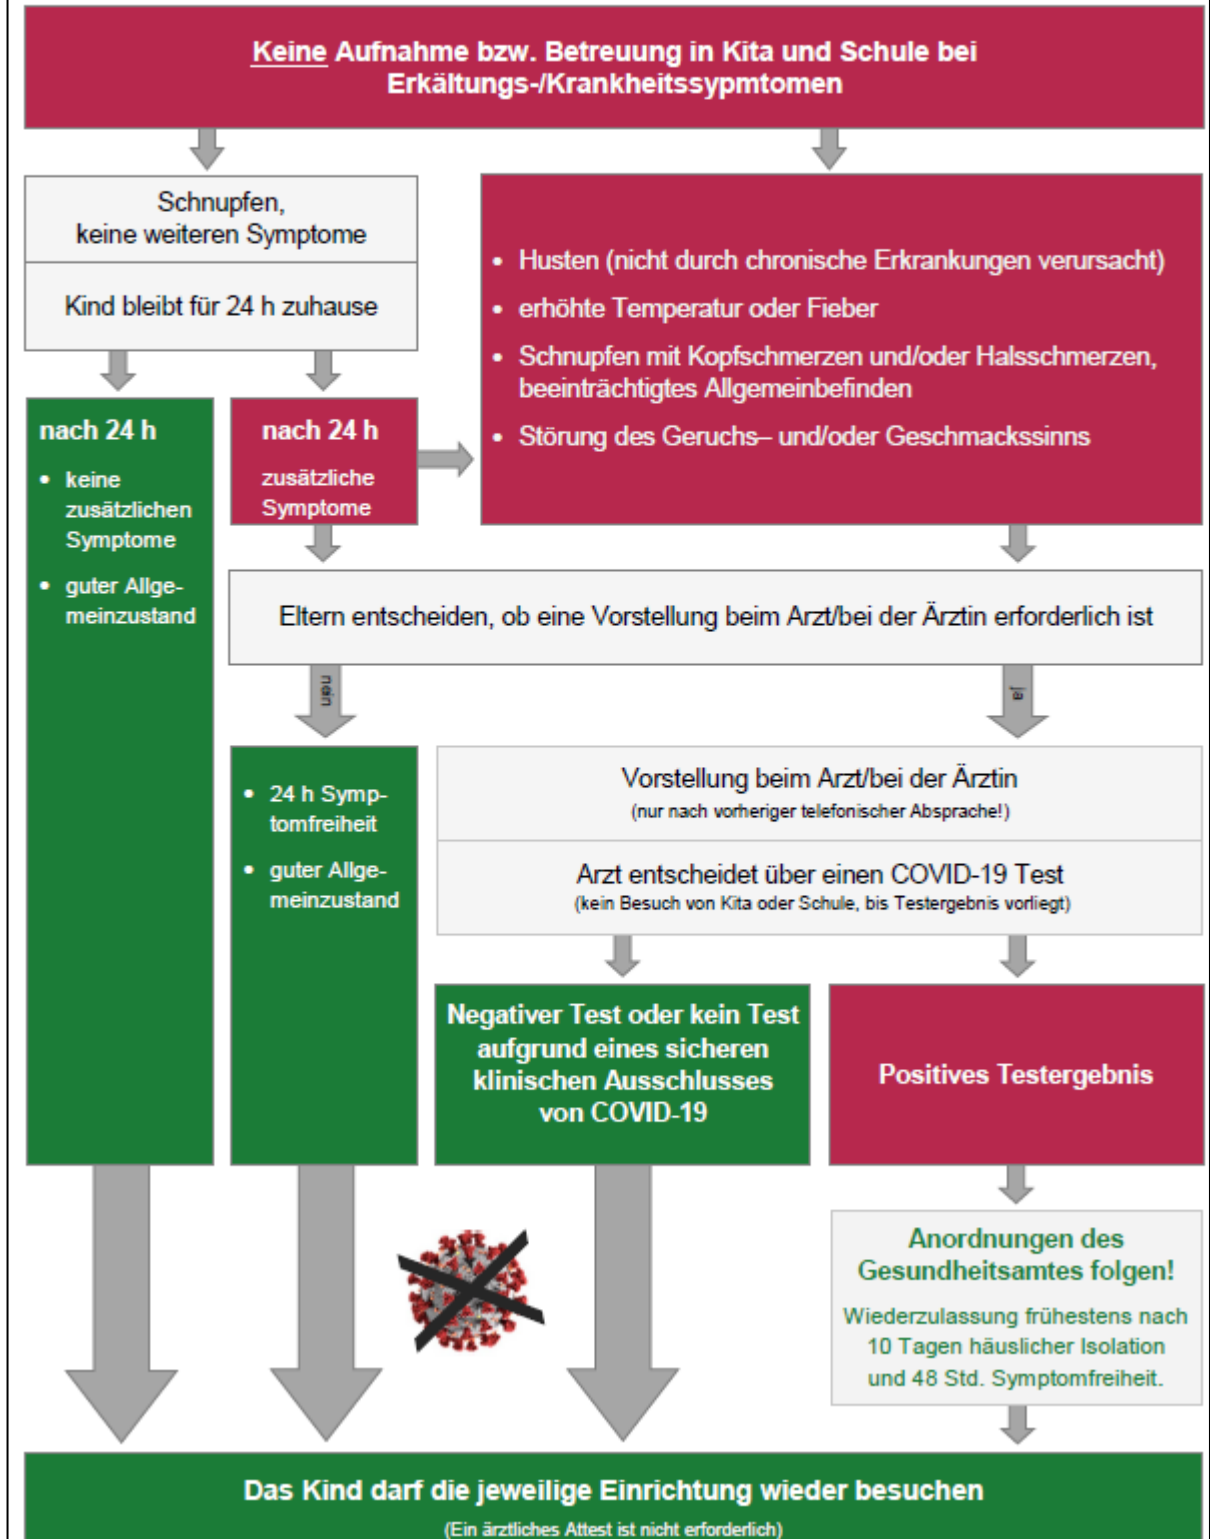 Keine Aufnahme bzw. Betreuung in Kita und Schule bei
Erkältungs-/Krankheitssypmtomen
Schnupfen,
keine weiteren Symptome
Kind bleibt für 24 h zuhause
• Husten (nicht durch chronische Erkrankungen verursacht)
• erhöhte Temperatur oder Fieber
• Schnupfen mit Kopfschmerzen und/oder Halsschmerzen,
beeinträchtigtes Allgemeinbefinden
• Störung des Geruchs– und/oder Geschmackssinns
nach 24 h
• keine
zusätzlichen
Symptome
• guter Allge-
meinzustand
nach 24 h
zusätzliche
Symptome
Eltern entscheiden, ob eine Vorstellung beim Arzt/bei der Ärztin erforderlich ist
nein
ja
• 24 h Symp-
tomfreiheit
• guter Allge-
meinzustand
Vorstellung beim Arzt/bei der Ärztin
(nur nach vorheriger telefonischer Absprache!)
Arzt entscheidet über einen COVID-19 Test
(kein Besuch von Kita oder Schule, bis Testergebnis vorliegt)
Negativer Test oder kein Test
aufgrund eines sicheren
klinischen Ausschlusses
von COVID-19
Positives Testergebnis
Anordnungen des
Gesundheitsamtes folgen!
Wiederzulassung frühestens nach
10 Tagen häuslicher Isolation
und 48 Std. Symptomfreiheit.
Das Kind darf die jeweilige Einrichtung wieder besuchen
(Ein ärztliches Attest ist nicht erforderlich)